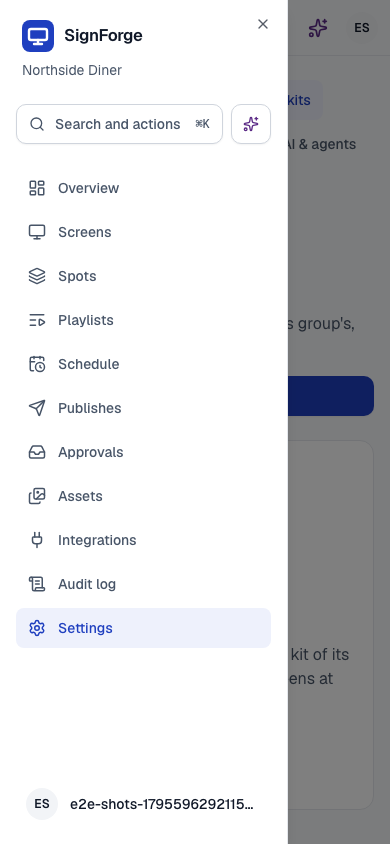 SignForge
ES
Northside Diner
kits
Search and actions ⌘K
AI & agents
Overview
Screens
Spots
s group's,
Playlists
Schedule
Publishes
Approvals
Assets
Integrations
Audit log
Settings
kit of its
ens at
ES e2e-shots-1795596292115…